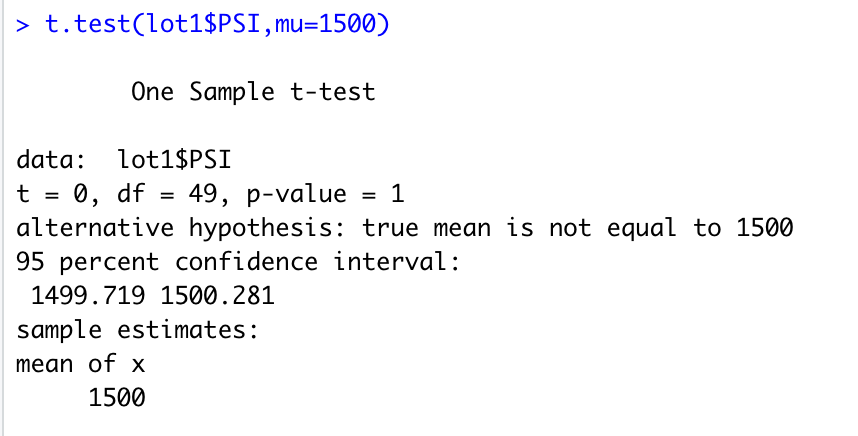 > t.test(lot1$PSI,mu=1500)
One Sample t-test
data:  lot1$PSI
t = 0, df = 49, p-value = 1
alternative hypothesis: true mean is not equal to 1500
95 percent confidence interval:
1499.719 1500.281
sample estimates:
mean of x
1500